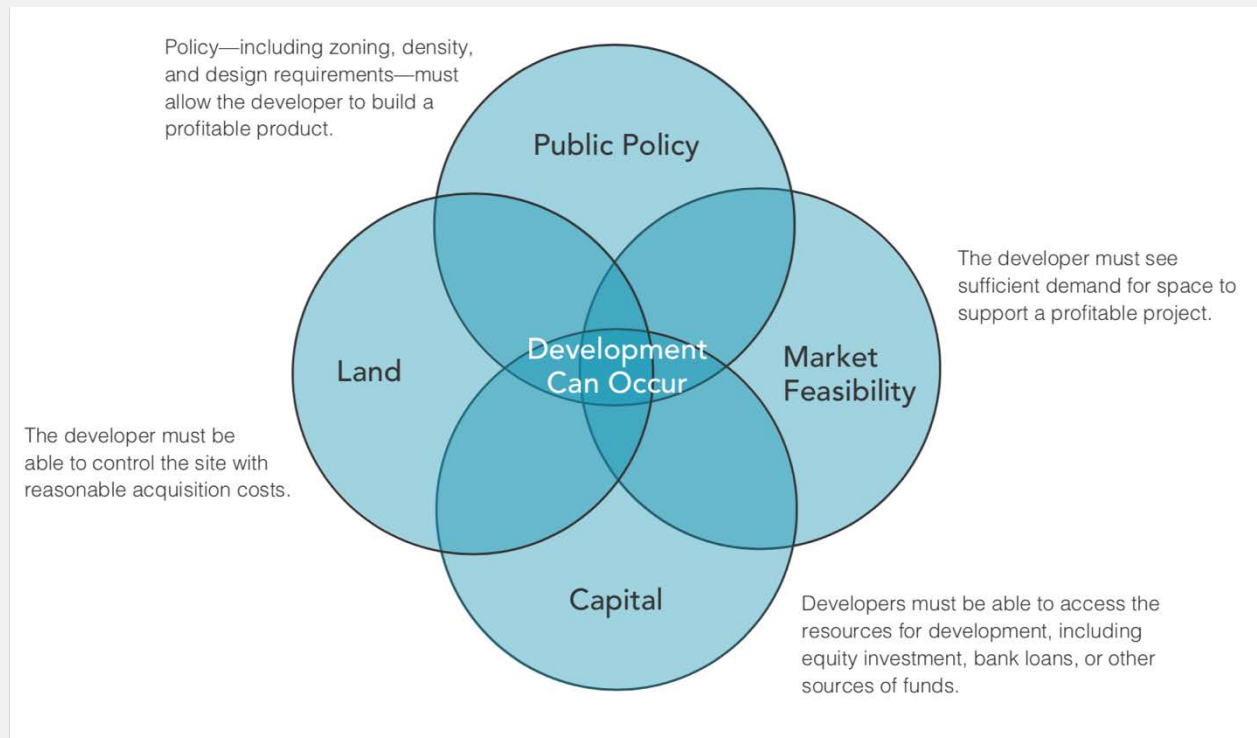 Policy—including zoning, density,
and design requirements—must
allow the developer to build a
profitable product.
Public Policy
The developer must see
sufficient demand for space to
support a profitable project.
Development
Can Occur
Land
Market
Feasibility
The developer must be
able to control the site with
reasonable acquisition costs.
Capital
Developers must be able to access the
resources for development, including
equity investment, bank loans, or other
sources of funds.